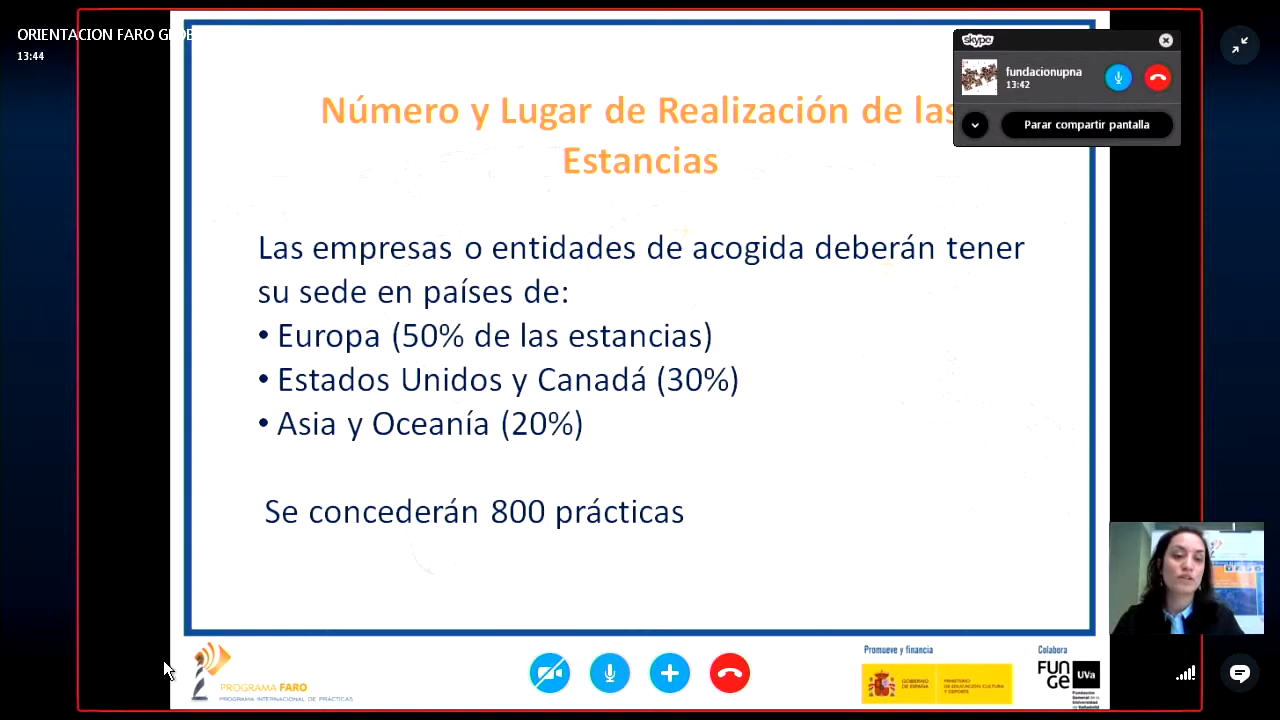 ORIENTACION FARO GLOB
13:44
skype
fundacionupna
13:42
Parar compartir pantalla
Número y Lugar de Realización de las
Estancias
Las empresas o entidades de acogida deberán tener
su sede en países de:
• Europa (50% de las estancias)
• Estados Unidos y Canadá (30%)
• Asia y Oceanía (20%)
Se concederán 800 prácticas
PROGRAMA FARO
PROGRAMA INTERNACIONAL DE PRÁCTICAS
Promueve y financia
GOBIERNO
DE ESPAÑA
MINISTERIO
DE EDUCACIÓN, CULTURA
Y DEPORTE
Colabora
FUN
GE
UVa
Fundación
General de la
Universidad
de Valladolid